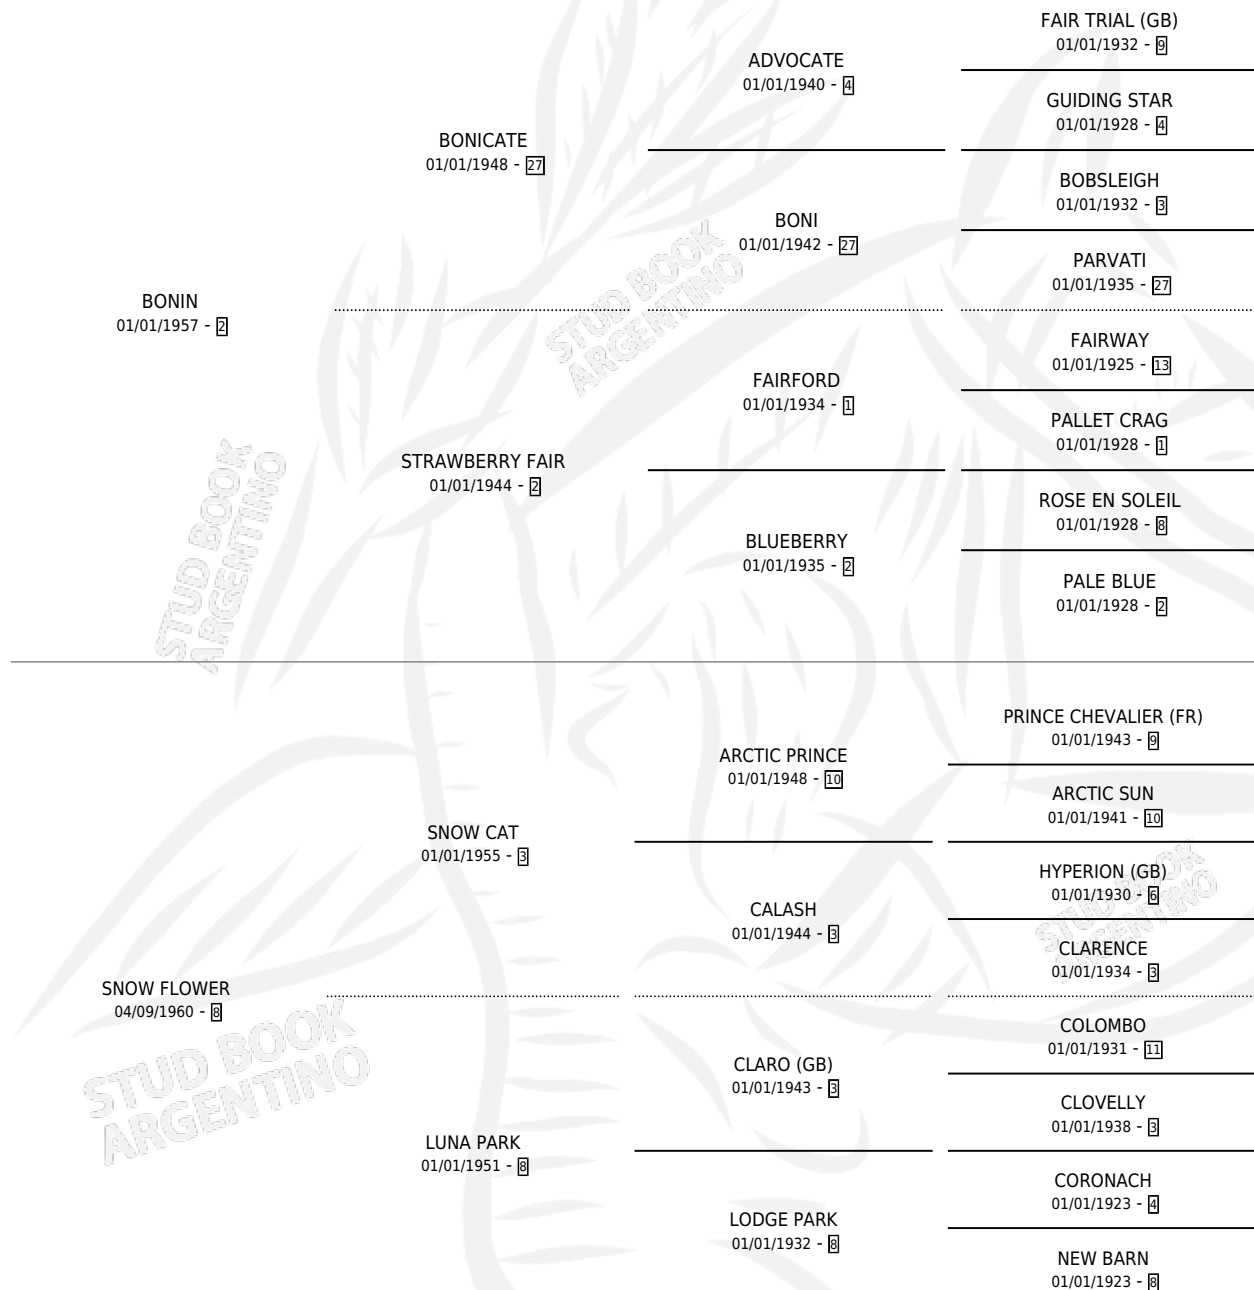 FAIR TRIAL (GB)
01/01/1932 - 9
ADVOCATE
01/01/1940 - 4
GUIDING STAR
01/01/1928 - 4
BONICATE
01/01/1948 - 27
BOBSLEIGH
01/01/1932 - 3
BONI
01/01/1942 - 27
PARVATI
01/01/1935 - 27
BONIN
01/01/1957 - 2
FAIRWAY
01/01/1925 - 13
FAIRFORD
01/01/1934 - 1
PALLET CRAG
01/01/1928 - 1
STRAWBERRY FAIR
01/01/1944 - 2
ROSE EN SOLEIL
01/01/1928 - 8
BLUEBERRY
01/01/1935 - 2
PALE BLUE
01/01/1928 - 2
STUD BOOK
ARGENTINO
STUD BOOK
ARGENTINO
PRINCE CHEVALIER (FR)
01/01/1943 - 9
ARCTIC PRINCE
01/01/1948 - 10
ARCTIC SUN
01/01/1941 - 10
SNOW CAT
01/01/1955 - 3
HYPERION (GB)
01/01/1930 - 6
CALASH
01/01/1944 - 3
CLARENCE
01/01/1934 - 3
STUD BOOK
ARGENTINO
SNOW FLOWER
04/09/1960 - 8
COLOMBO
01/01/1931 - 11
CLARO (GB)
01/01/1943 - 3
CLOVELLY
01/01/1938 - 3
STUD BOOK
ARGENTINO
LUNA PARK
01/01/1951 - 8
CORONACH
01/01/1923 - 4
LODGE PARK
01/01/1932 - 8
NEW BARN
01/01/1923 - 8